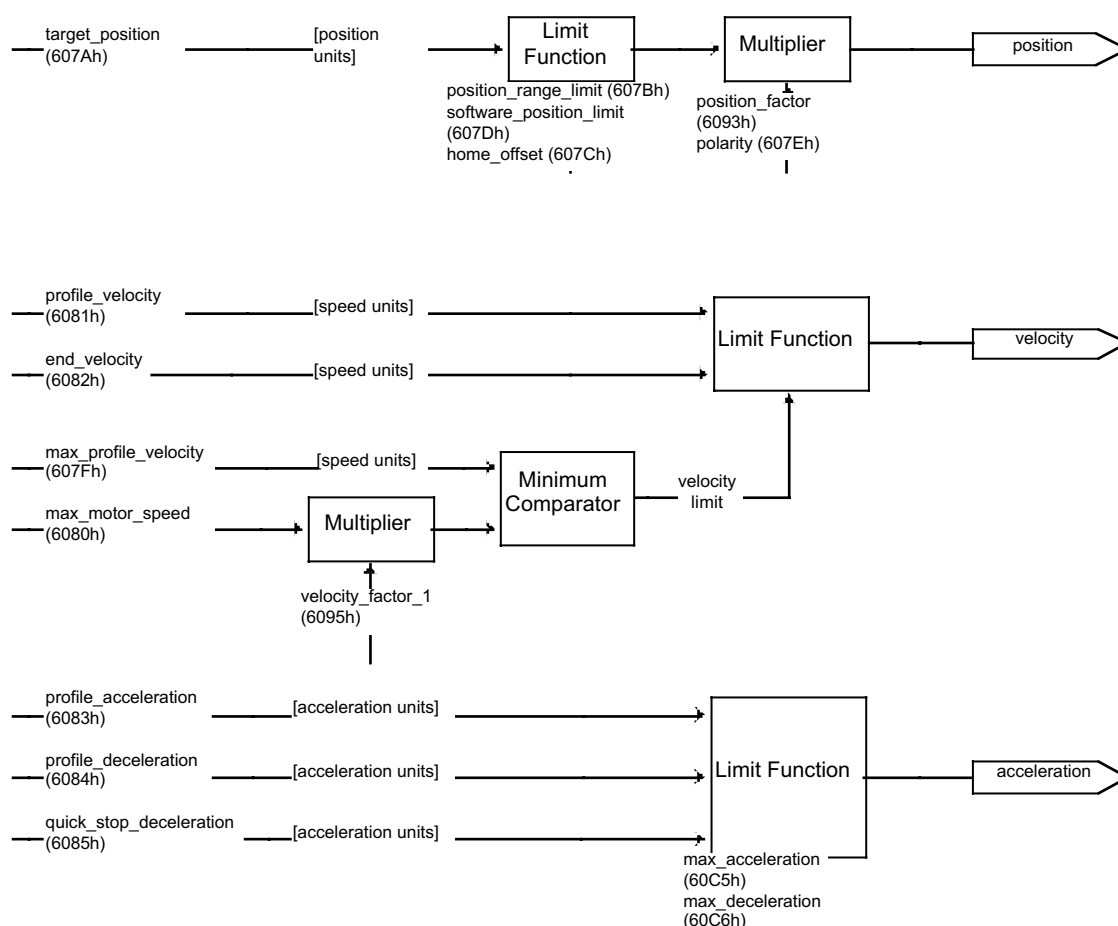 target_position
(607Ah)
[position
units]
Limit
Function
Multiplier
position
position_range_limit (607Bh)
software_position_limit
(607Dh)
home_offset (607Ch)
position_factor
(6093h)
polarity (607Eh)
profile_velocity
(6081h)
[speed units]
end_velocity
(6082h)
[speed units]
Limit Function
velocity
max_profile_velocity
(607Fh)
[speed units]
max_motor_speed
(6080h)
Multiplier
Minimum
Comparator
velocity
limit
velocity_factor_1
(6095h)
profile_acceleration
(6083h)
[acceleration units]
profile_deceleration
(6084h)
[acceleration units]
quick_stop_deceleration
(6085h)
[acceleration units]
Limit Function
acceleration
max_acceleration
(60C5h)
max_deceleration
(60C6h)